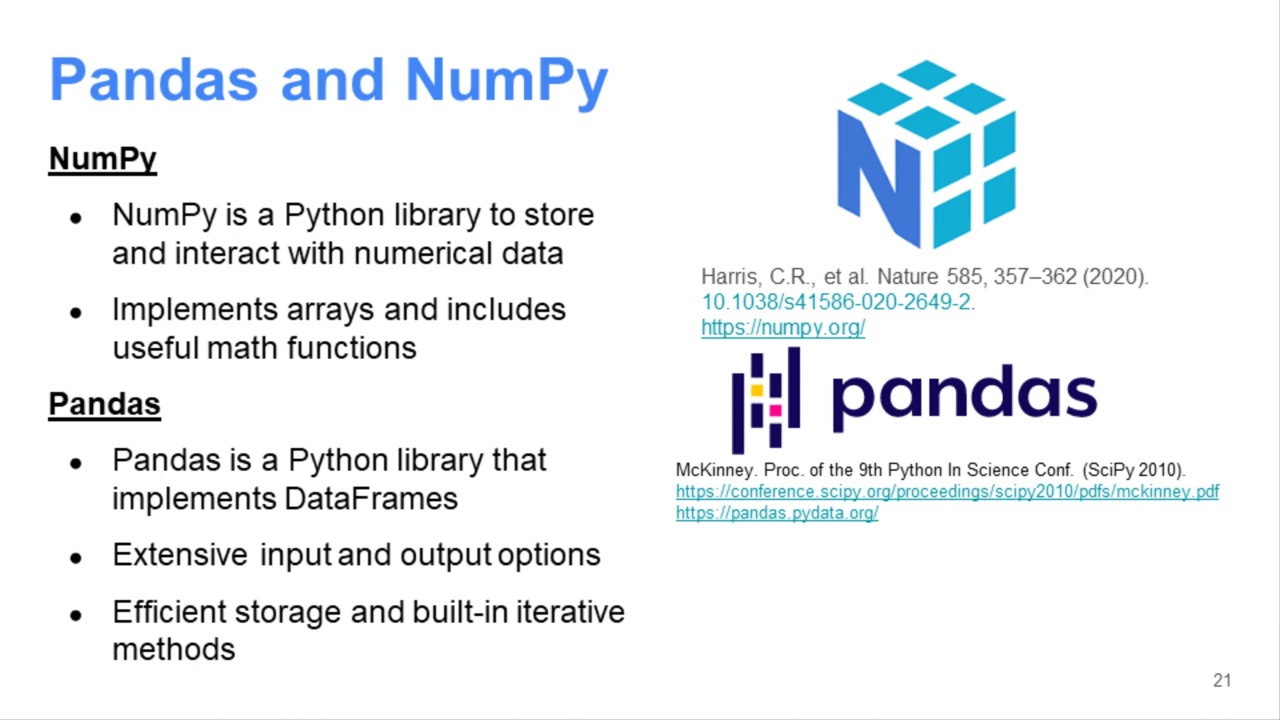 Pandas and NumPy
NumPy
● NumPy is a Python library to store
and interact with numerical data
● Implements arrays and includes
useful math functions
Pandas
● Pandas is a Python library that
implements DataFrames
● Extensive input and output options
● Efficient storage and built-in iterative
methods
N
Harris, C.R., et al. Nature 585, 357–362 (2020).
10.1038/s41586-020-2649-2.
https://numpy.org/
pandas
McKinney. Proc. of the 9th Python In Science Conf. (SciPy 2010).
https://conference.scipy.org/proceedings/scipy2010/pdfs/mckinney.pdf
https://pandas.pydata.org/
21